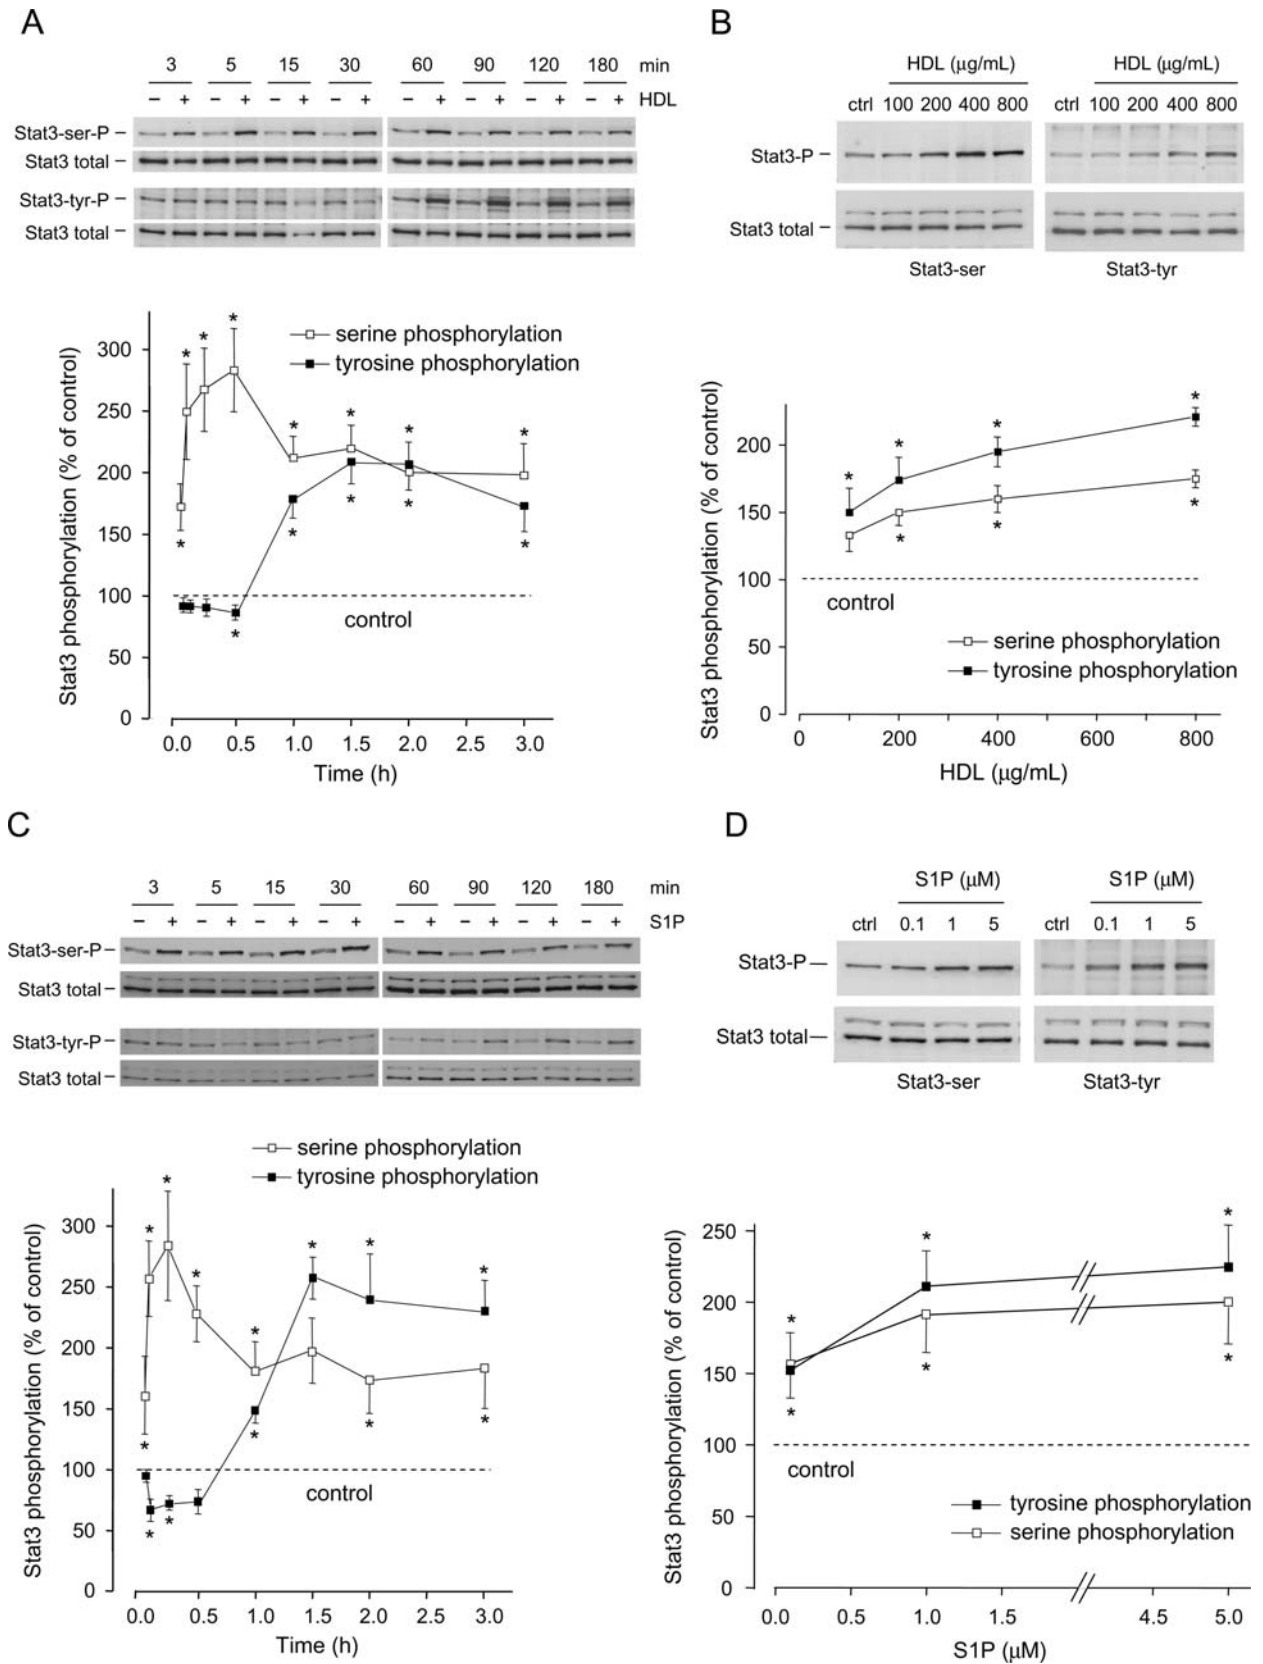 A
3 5 15 30 60 90 120 180 min
– + – + – + – + – + – + – + – + HDL
Stat3-ser-P
Stat3 total
Stat3-tyr-P
Stat3 total
serine phosphorylation
tyrosine phosphorylation
Stat3 phosphorylation (% of control)
300
250
200
150
100
50
0
* * * * * * * *
* * * * *
control
0.0 0.5 1.0 1.5 2.0 2.5 3.0
Time (h)
B
HDL (μg/mL) HDL (μg/mL)
ctrl 100 200 400 800 ctrl 100 200 400 800
Stat3-P
Stat3 total
Stat3-ser Stat3-tyr
Stat3 phosphorylation (% of control)
200
150
100
50
0
* * * *
* * *
control
serine phosphorylation
tyrosine phosphorylation
0 200 400 600 800
HDL (μg/mL)
C
3 5 15 30 60 90 120 180 min
– + – + – + – + – + – + – + – + S1P
Stat3-ser-P
Stat3 total
Stat3-tyr-P
Stat3 total
serine phosphorylation
tyrosine phosphorylation
Stat3 phosphorylation (% of control)
300
250
200
150
100
50
0
* * * * * * *
* * * * * *
control
0.0 0.5 1.0 1.5 2.0 2.5 3.0
Time (h)
D
S1P (μM) S1P (μM)
ctrl 0.1 1 5 ctrl 0.1 1 5
Stat3-P
Stat3 total
Stat3-ser Stat3-tyr
Stat3 phosphorylation (% of control)
250
200
150
100
50
0
* * *
* * *
control
tyrosine phosphorylation
serine phosphorylation
0.0 0.5 1.0 1.5 4.5 5.0
S1P (μM)